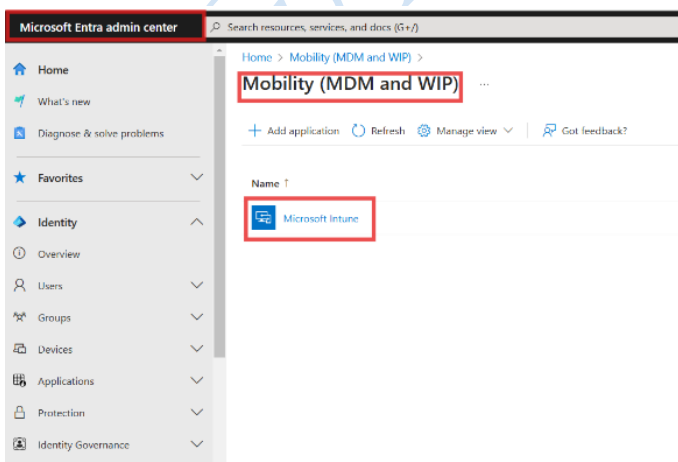 Microsoft Entra admin center
Search resources, services, and docs (G+/)
Home > Mobility (MDM and WIP) >
Mobility (MDM and WIP) ...
Add application Refresh Manage view Got feedback?
Name ↑
Microsoft Intune
Home
What's new
Diagnose & solve problems
Favorites
Identity
Overview
Users
Groups
Devices
Applications
Protection
Identity Governance